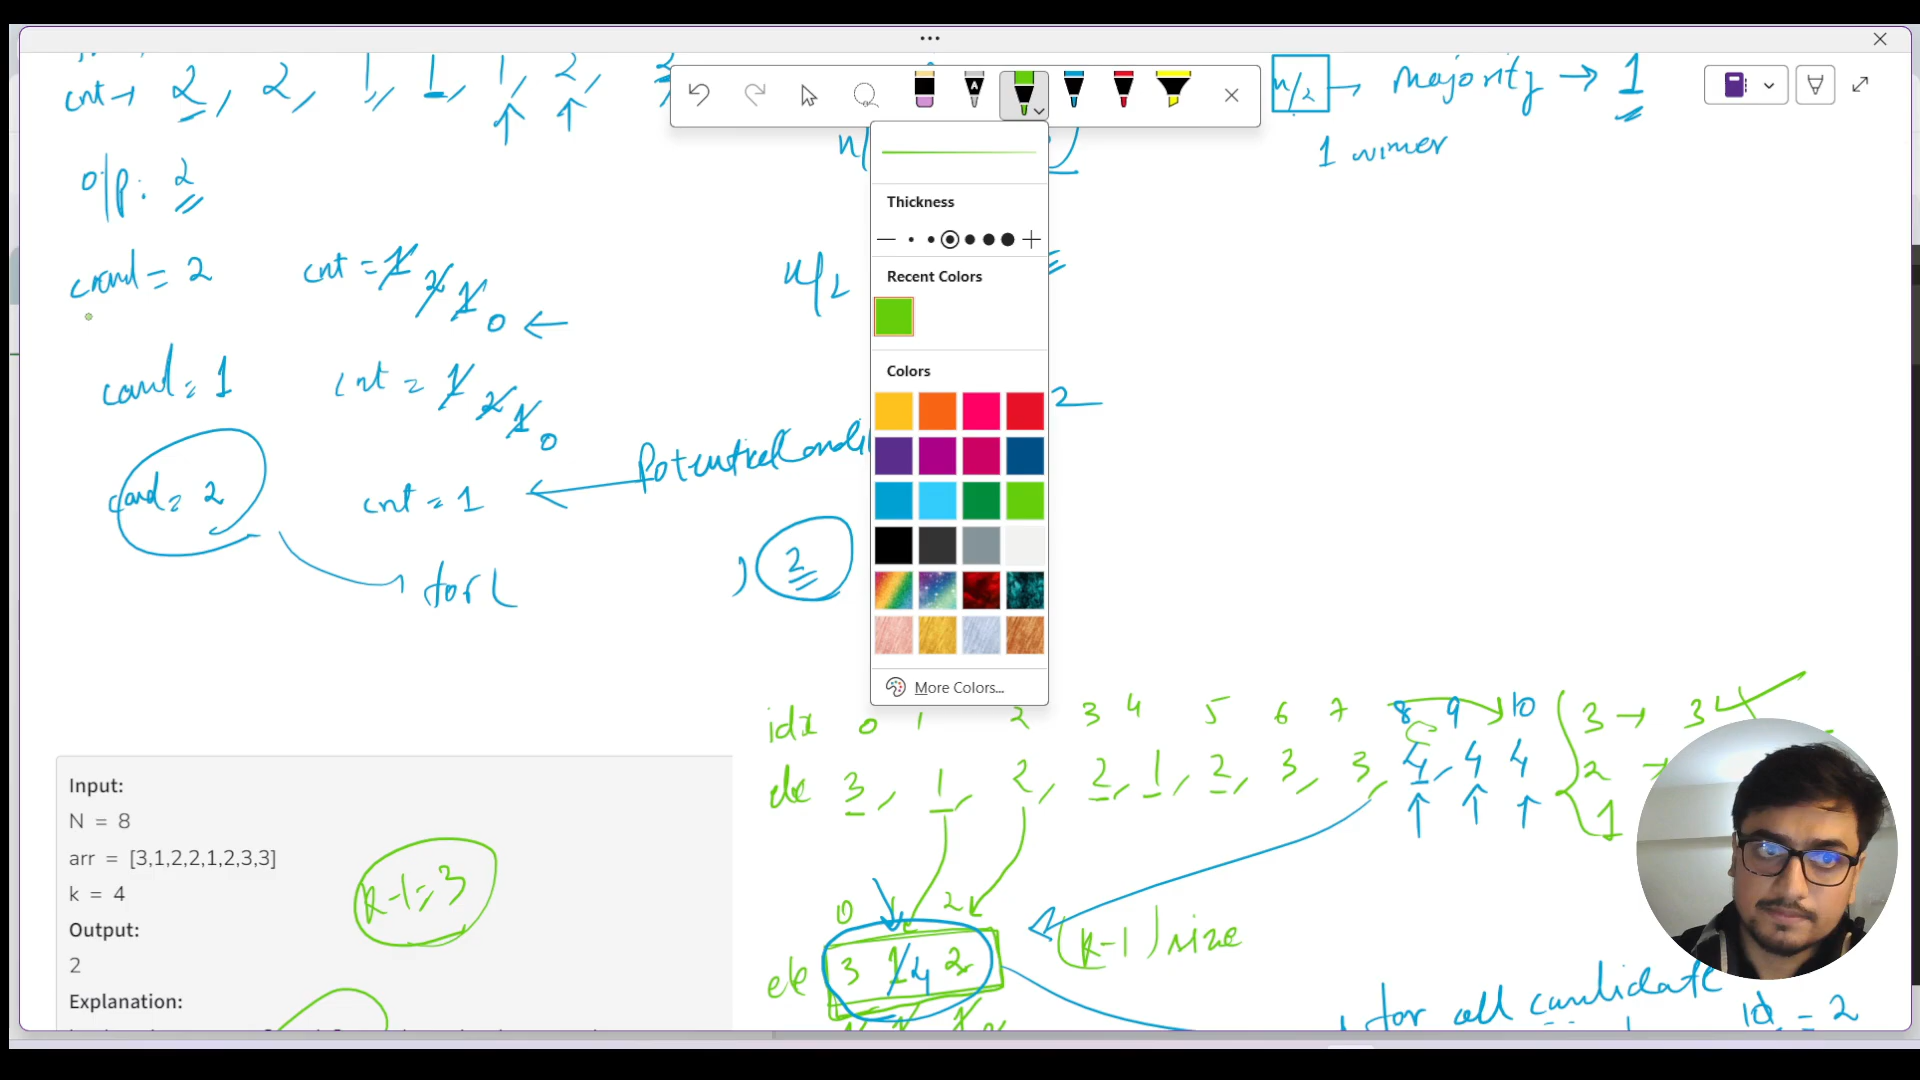 cnt → 2, 2, 1, 1, 1, 2,
n/2 → majority → 1
1 winner
o/p: 2
cand = 2 cnt = 1 2 1 0 ←
n/2
Thickness
Recent Colors
Colors
More Colors...
cand = 1 cnt = 1 2 1 0
2
cand = 2 cnt = 1
2
for(
idx 0 1 2 3 4 5 6 7 8 9 10
3 → 3
ele 3, 1, 2, 2, 1, 2, 3, 3, 4, 4 4
2 →
1
Input:
N = 8
arr = [3,1,2,2,1,2,3,3]
k = 4
Output:
2
Explanation:
k-1=3
0 1 2
ele 3 1 4 2
(k-1) size
for all candidate
id = 2